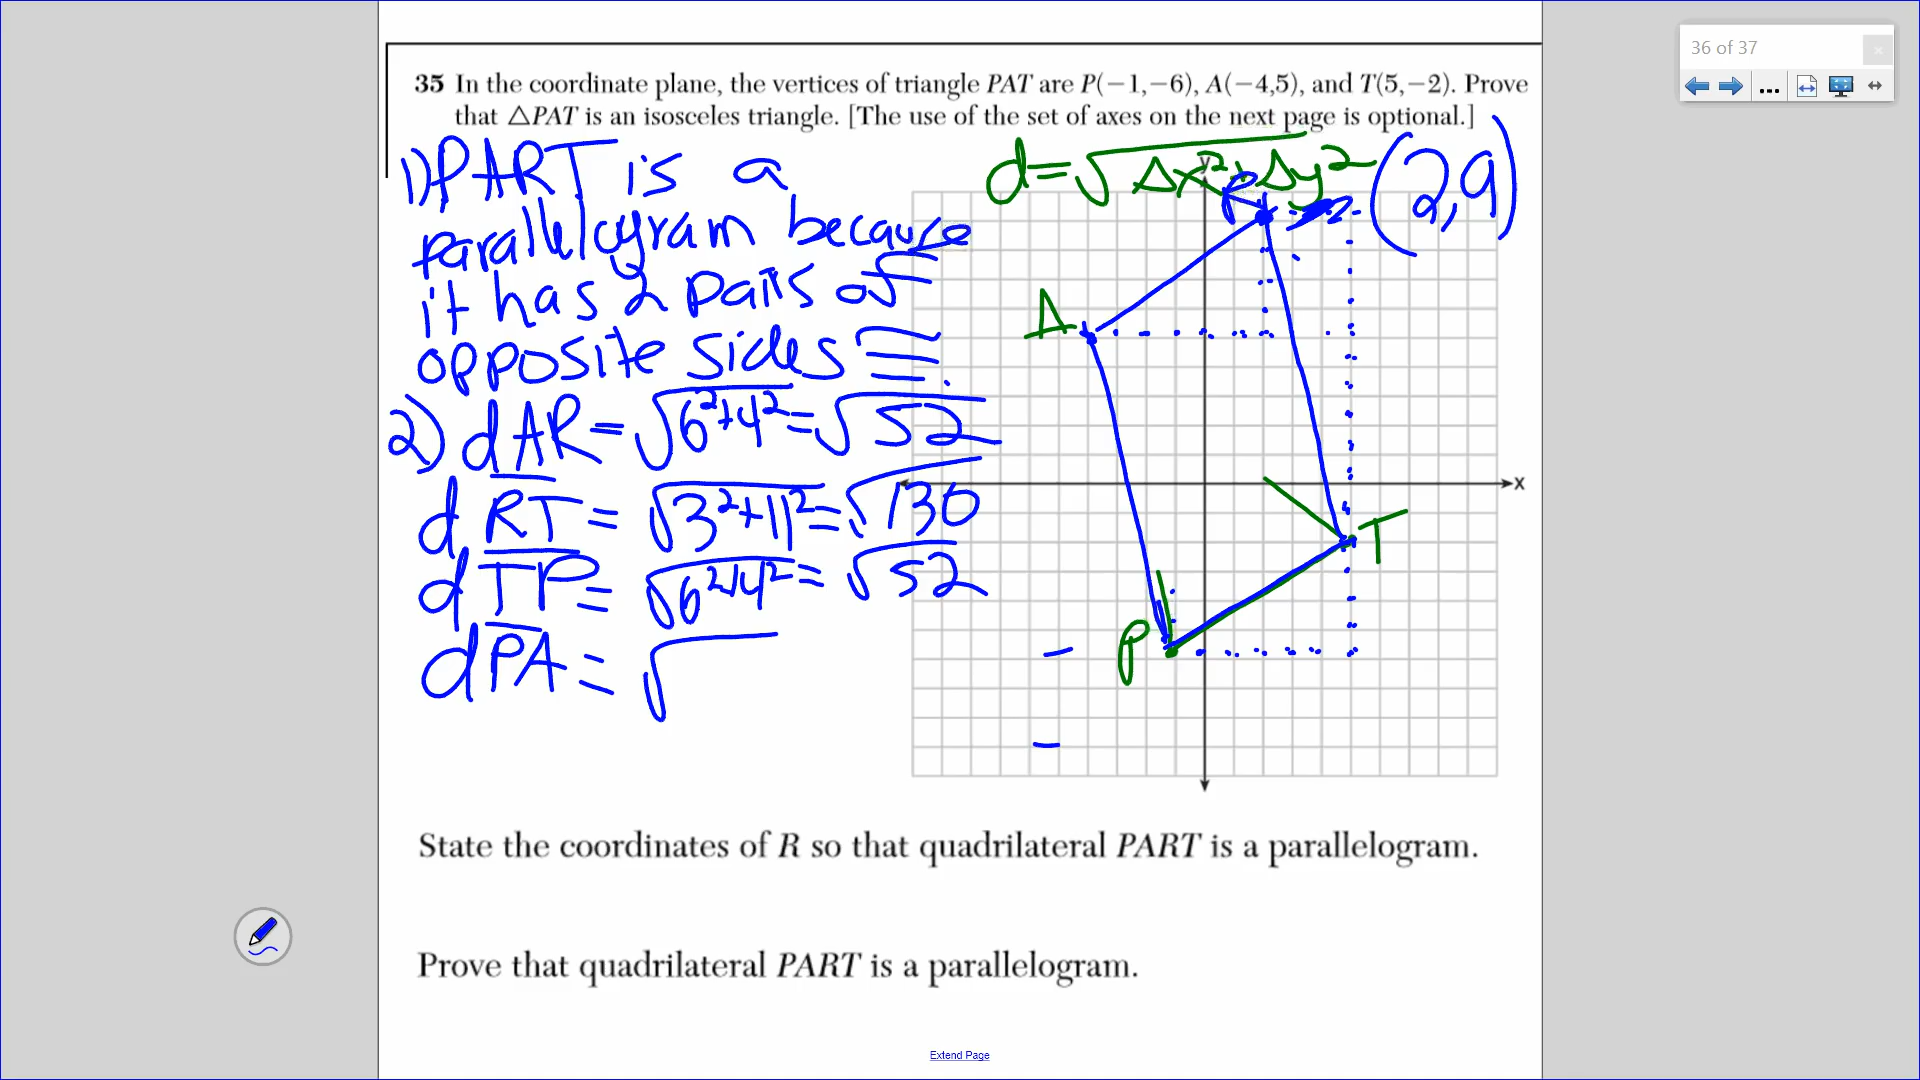 36 of 37
35 In the coordinate plane, the vertices of triangle PAT are P(−1,−6), A(−4,5), and T(5,−2). Prove
that △PAT is an isosceles triangle. [The use of the set of axes on the next page is optional.]
1) PART is a
parallelogram because
it has 2 pairs of
opposite sides ≅.
2) dAR = √6²+4² = √52
dRT = √3²+11² = √130
dTP = √6²+4² = √52
dPA = √
d = √Δx²+Δy²
y
R
(2,9)
A
x
T
P
State the coordinates of R so that quadrilateral PART is a parallelogram.
Prove that quadrilateral PART is a parallelogram.
Extend Page